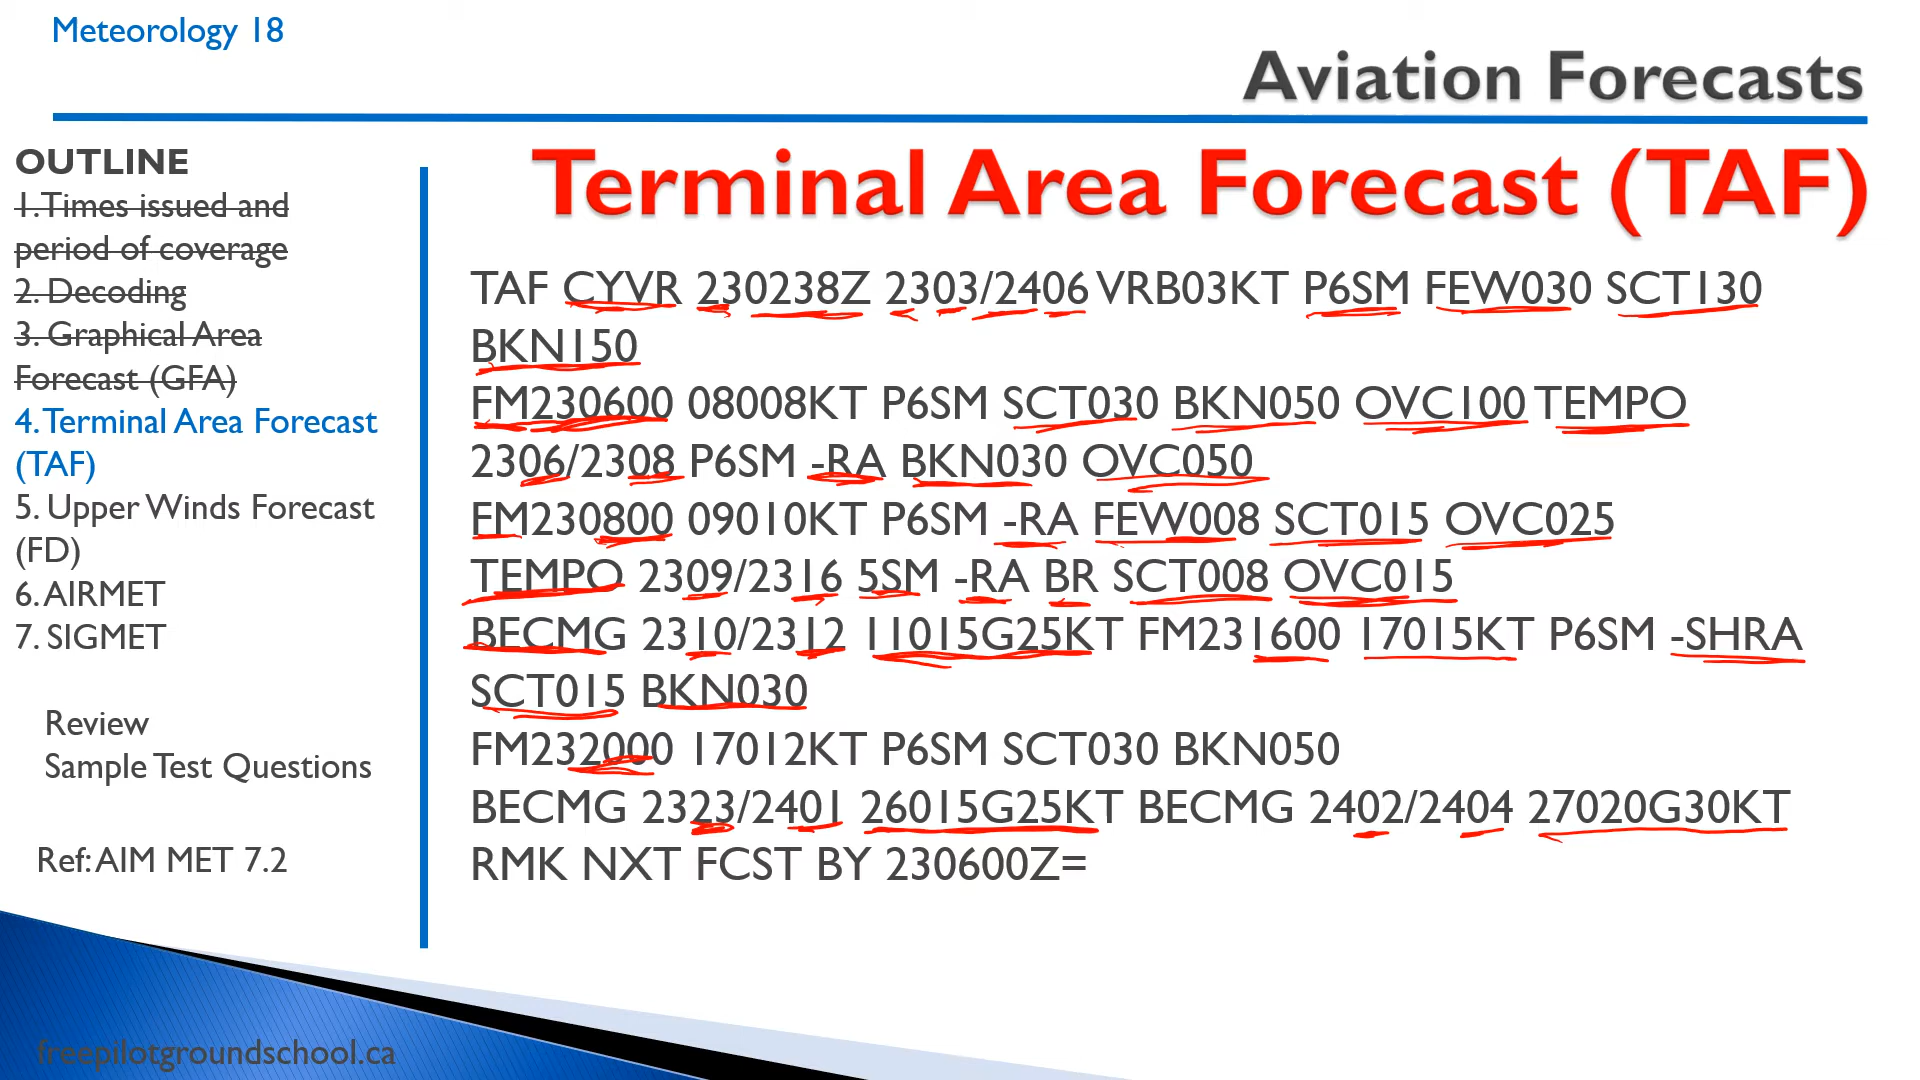 Meteorology 18
Aviation Forecasts
OUTLINE
1. Times issued and
period of coverage
2. Decoding
3. Graphical Area
Forecast (GFA)
4. Terminal Area Forecast
(TAF)
5. Upper Winds Forecast
(FD)
6. AIRMET
7. SIGMET
Review
Sample Test Questions
Ref: AIM MET 7.2
freepilotgroundschool.ca
Terminal Area Forecast (TAF)
TAF CYVR 230238Z 2303/2406 VRB03KT P6SM FEW030 SCT130
BKN150
FM230600 08008KT P6SM SCT030 BKN050 OVC100 TEMPO
2306/2308 P6SM -RA BKN030 OVC050
FM230800 09010KT P6SM -RA FEW008 SCT015 OVC025
TEMPO 2309/2316 5SM -RA BR SCT008 OVC015
BECMG 2310/2312 11015G25KT FM231600 17015KT P6SM -SHRA
SCT015 BKN030
FM232000 17012KT P6SM SCT030 BKN050
BECMG 2323/2401 26015G25KT BECMG 2402/2404 27020G30KT
RMK NXT FCST BY 230600Z=